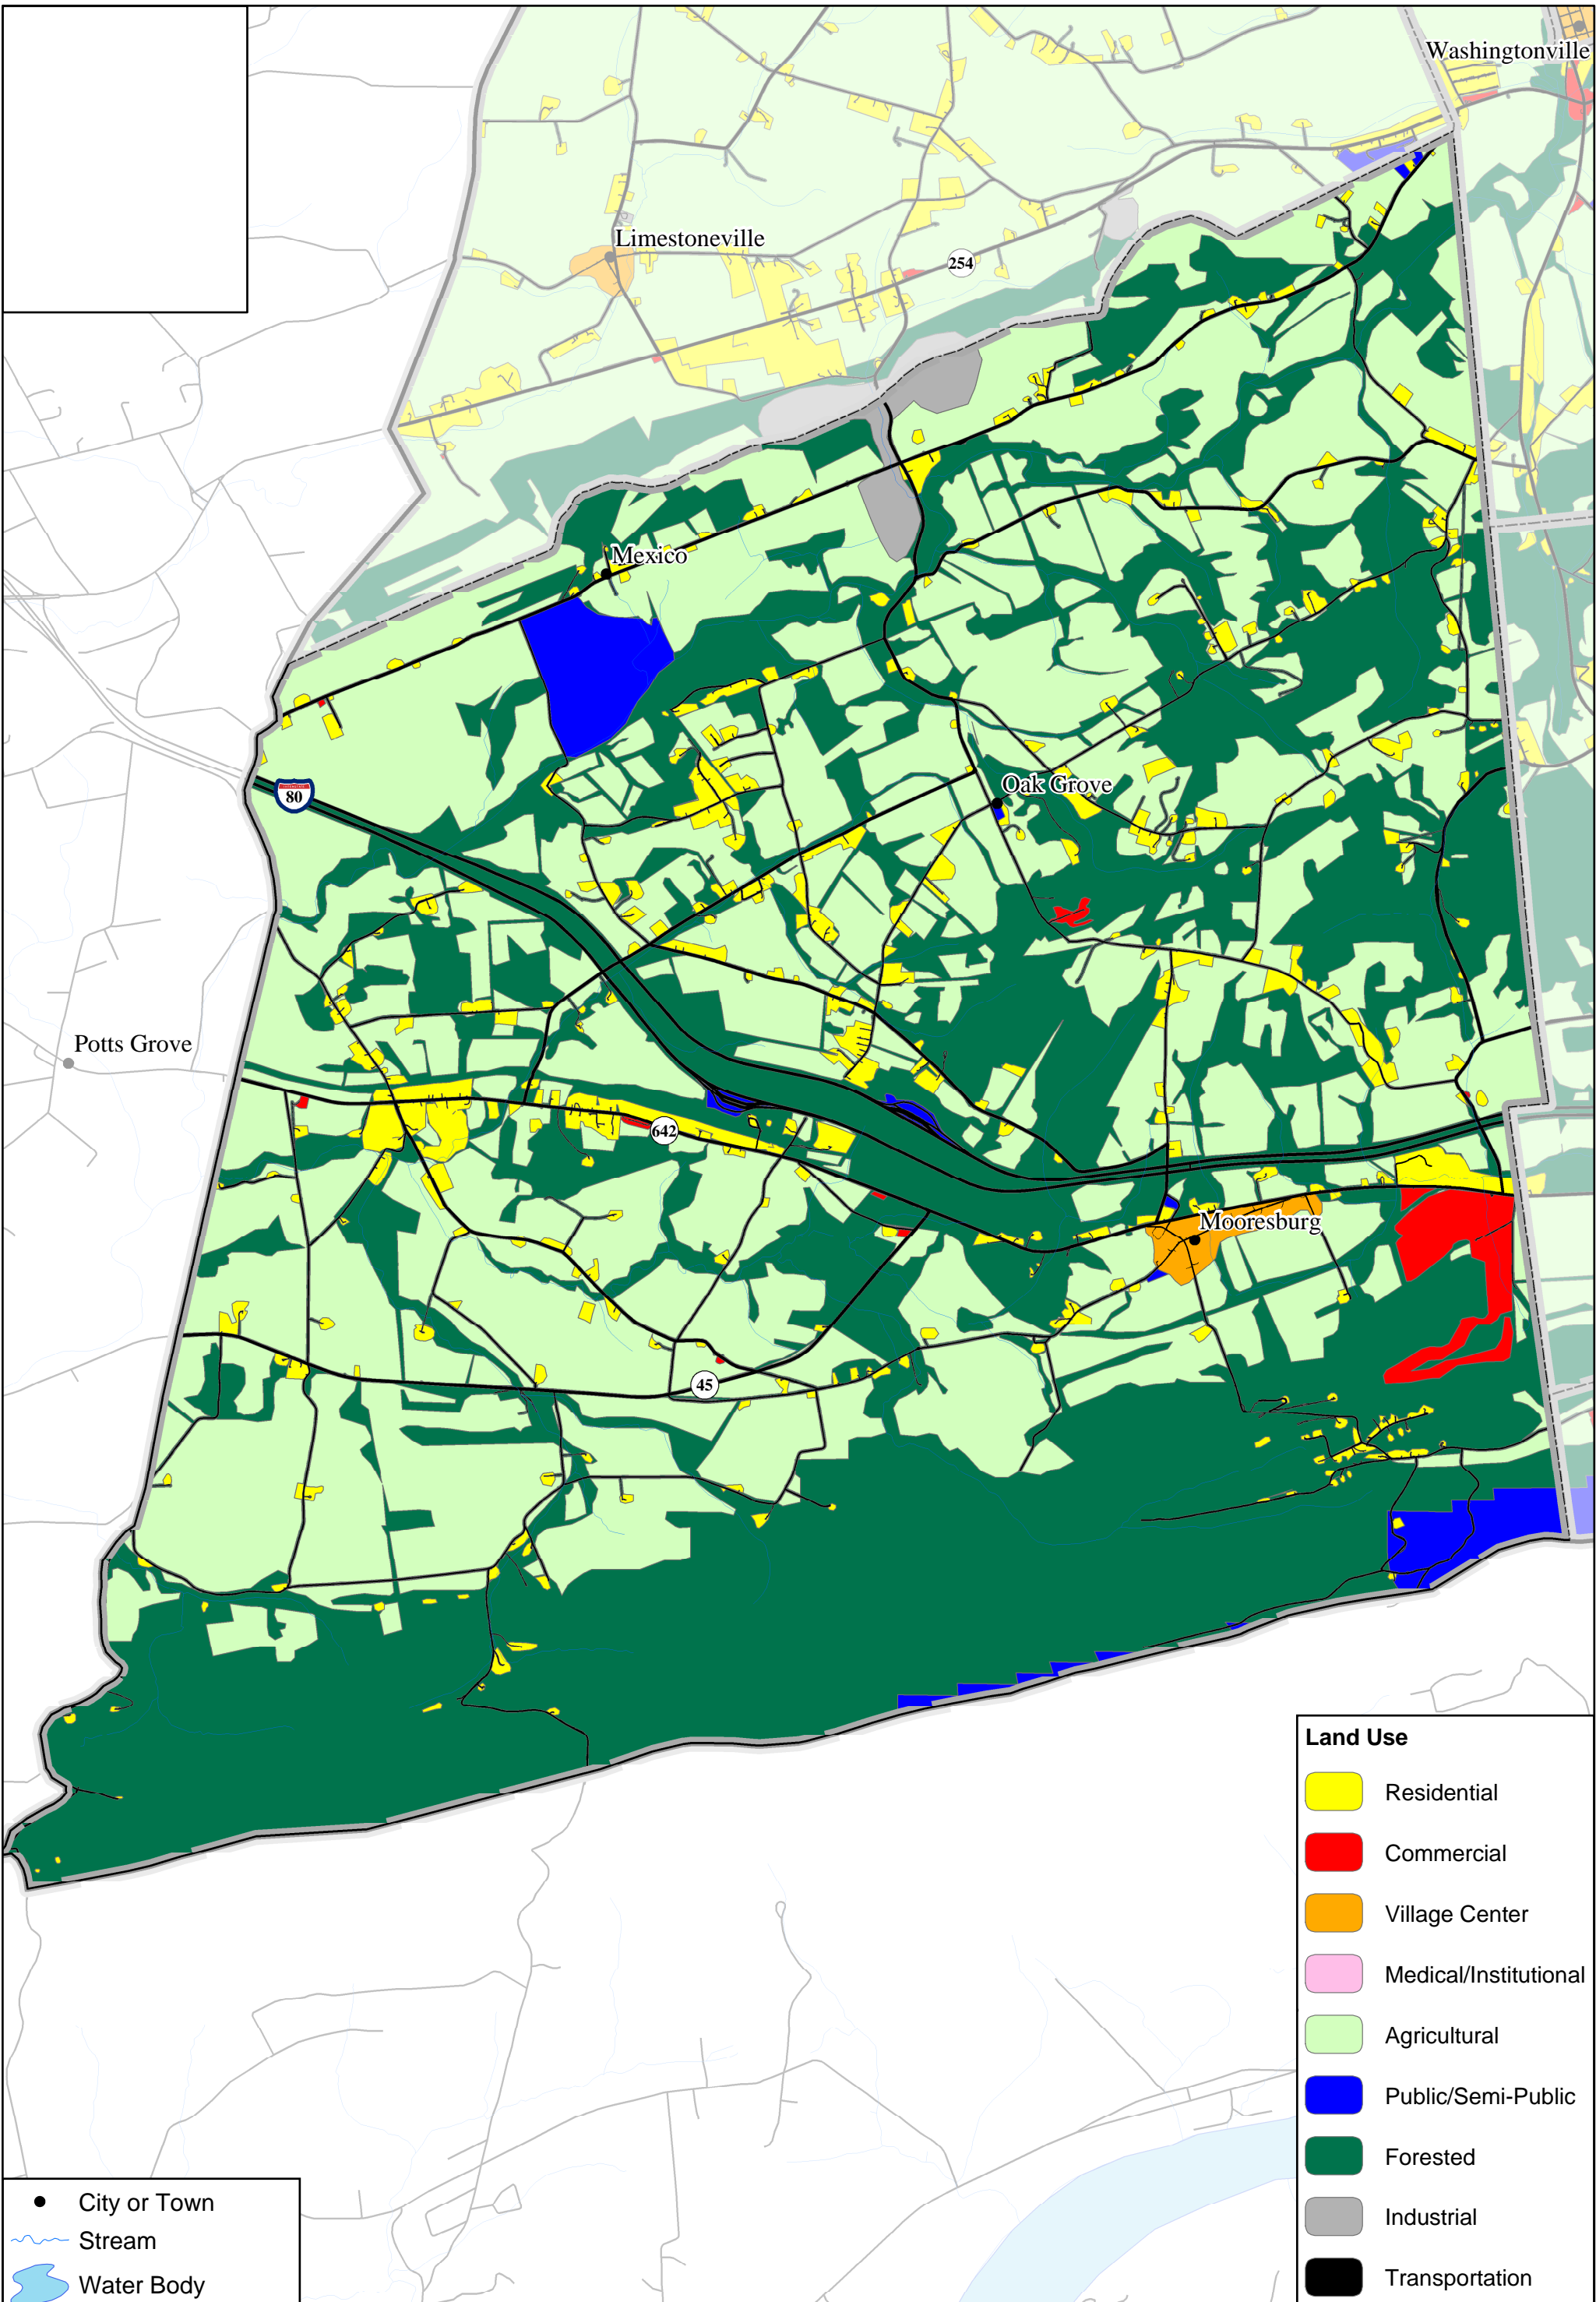 Washingtonville
Limestoneville
254
Mexico
80
Oak Grove
Potts Grove
642
Mooresburg
45
Land Use
Residential
Commercial
Village Center
Medical/Institutional
Agricultural
Public/Semi-Public
Forested
Industrial
Transportation
City or Town
Stream
Water Body